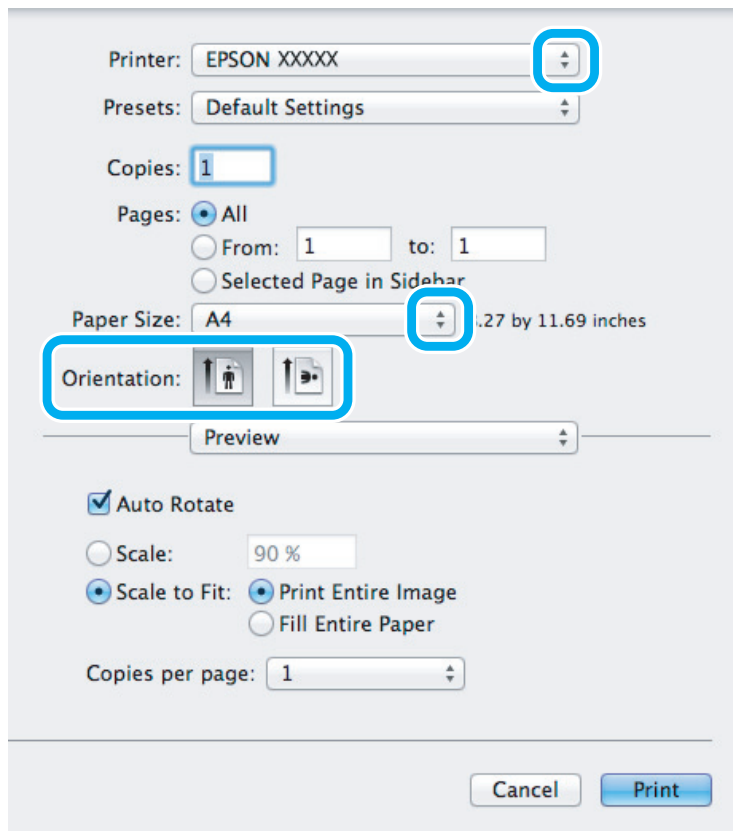 Printer: EPSON XXXXX
Presets: Default Settings
Copies: 1
Pages: All
From: 1 to: 1
Selected Page in Sidebar
Paper Size: A4 .27 by 11.69 inches
Orientation:
Preview
Auto Rotate
Scale: 90 %
Scale to Fit: Print Entire Image
Fill Entire Paper
Copies per page: 1
Cancel Print